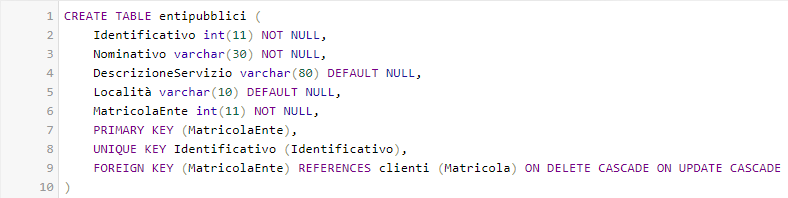 1 CREATE TABLE entipubblici (
2 Identificativo int(11) NOT NULL,
3 Nominativo varchar(30) NOT NULL,
4 DescrizioneServizio varchar(80) DEFAULT NULL,
5 Località varchar(10) DEFAULT NULL,
6 MatricolaEnte int(11) NOT NULL,
7 PRIMARY KEY (MatricolaEnte),
8 UNIQUE KEY Identificativo (Identificativo),
9 FOREIGN KEY (MatricolaEnte) REFERENCES clienti (Matricola) ON DELETE CASCADE ON UPDATE CASCADE
10 )